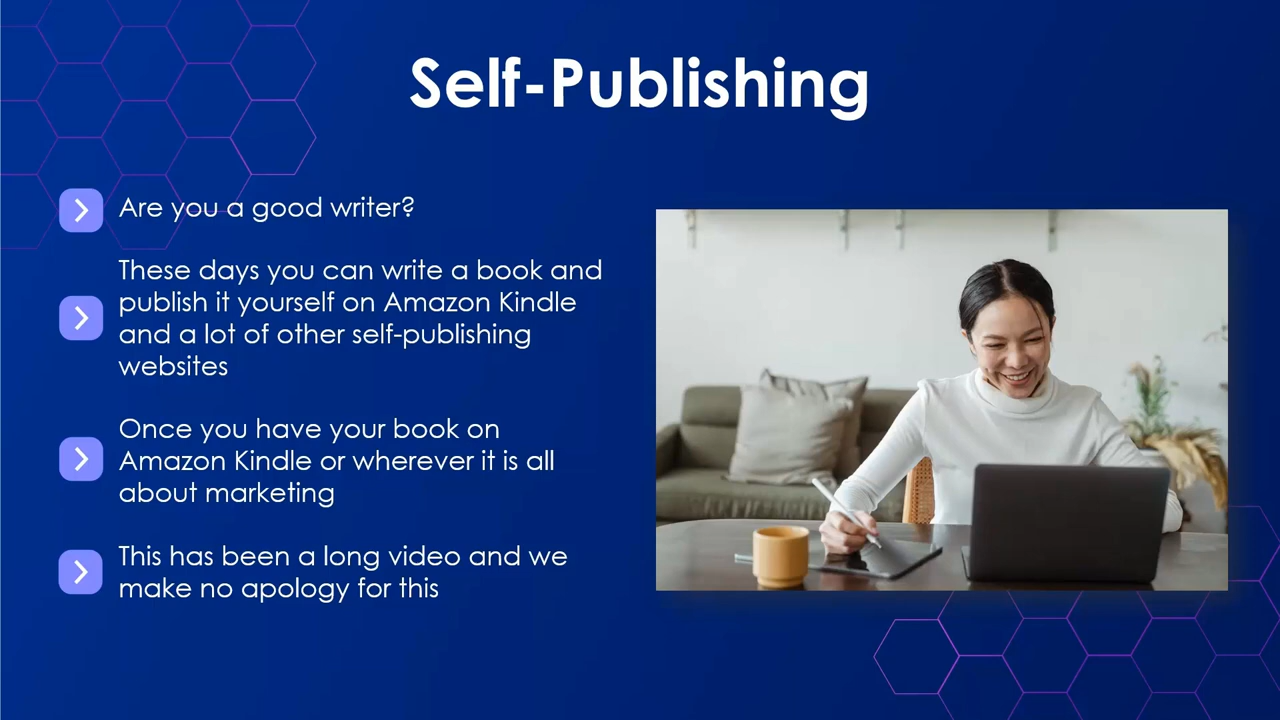 Self-Publishing
Are you a good writer?
These days you can write a book and
publish it yourself on Amazon Kindle
and a lot of other self-publishing
websites
Once you have your book on
Amazon Kindle or wherever it is all
about marketing
This has been a long video and we
make no apology for this